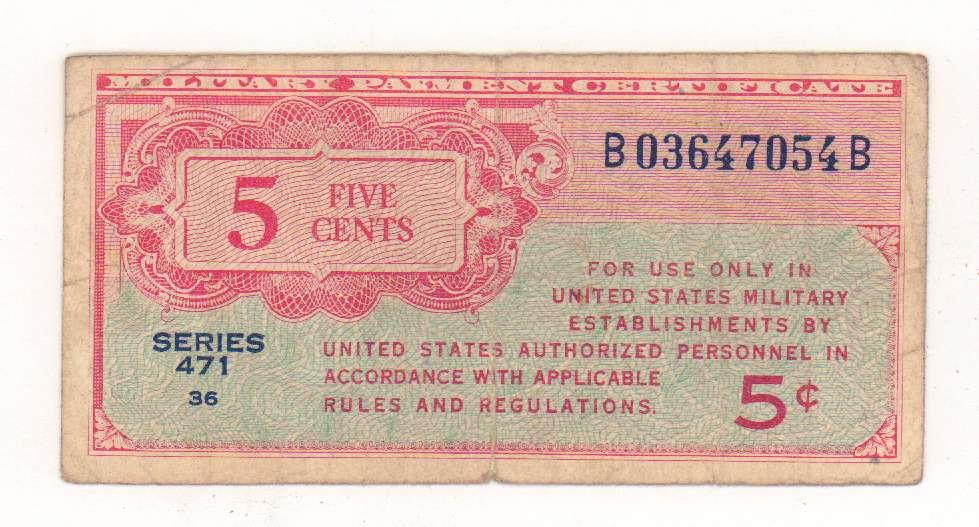 MILITARY PAYMENT CERTIFICATE
B03647054B
5 FIVE
CENTS
FOR USE ONLY IN
UNITED STATES MILITARY
ESTABLISHMENTS BY
UNITED STATES AUTHORIZED PERSONNEL IN
ACCORDANCE WITH APPLICABLE
RULES AND REGULATIONS.
SERIES
471
36
5¢